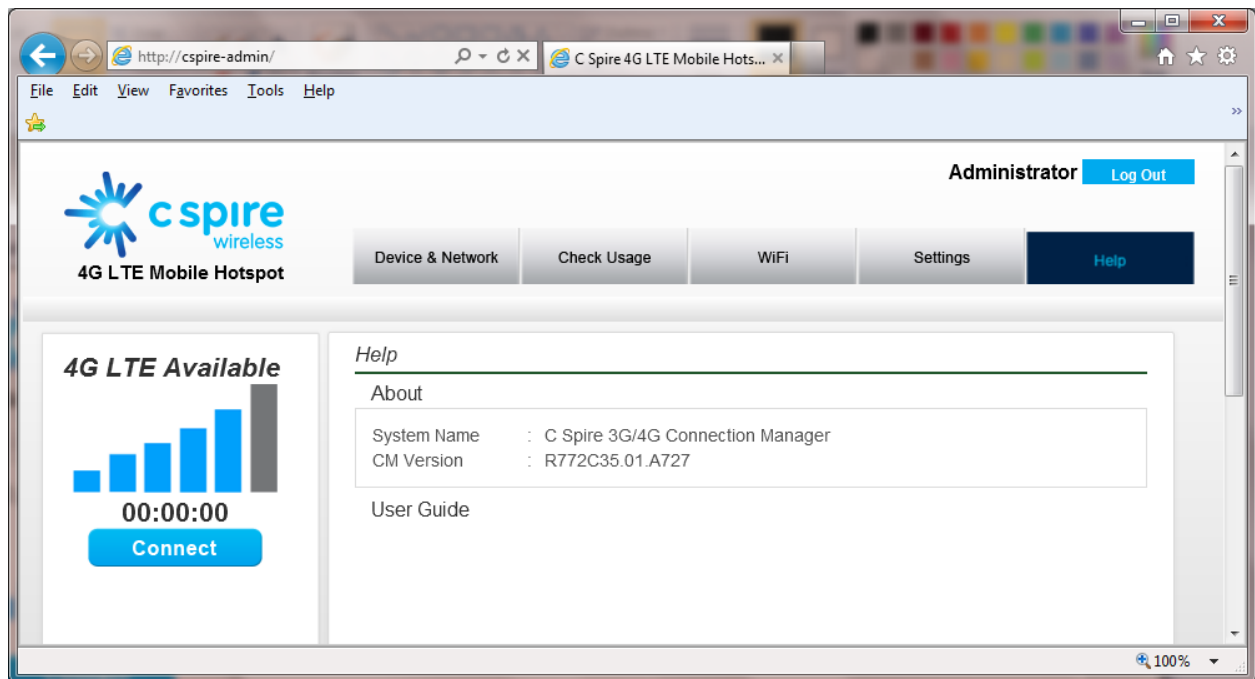 http://cspire-admin/
C Spire 4G LTE Mobile Hots...
File Edit View Favorites Tools Help
Administrator Log Out
c spire
wireless
4G LTE Mobile Hotspot
Device & Network Check Usage WiFi Settings Help
4G LTE Available
00:00:00
Connect
Help
About
System Name : C Spire 3G/4G Connection Manager
CM Version : R772C35.01.A727
User Guide
100%